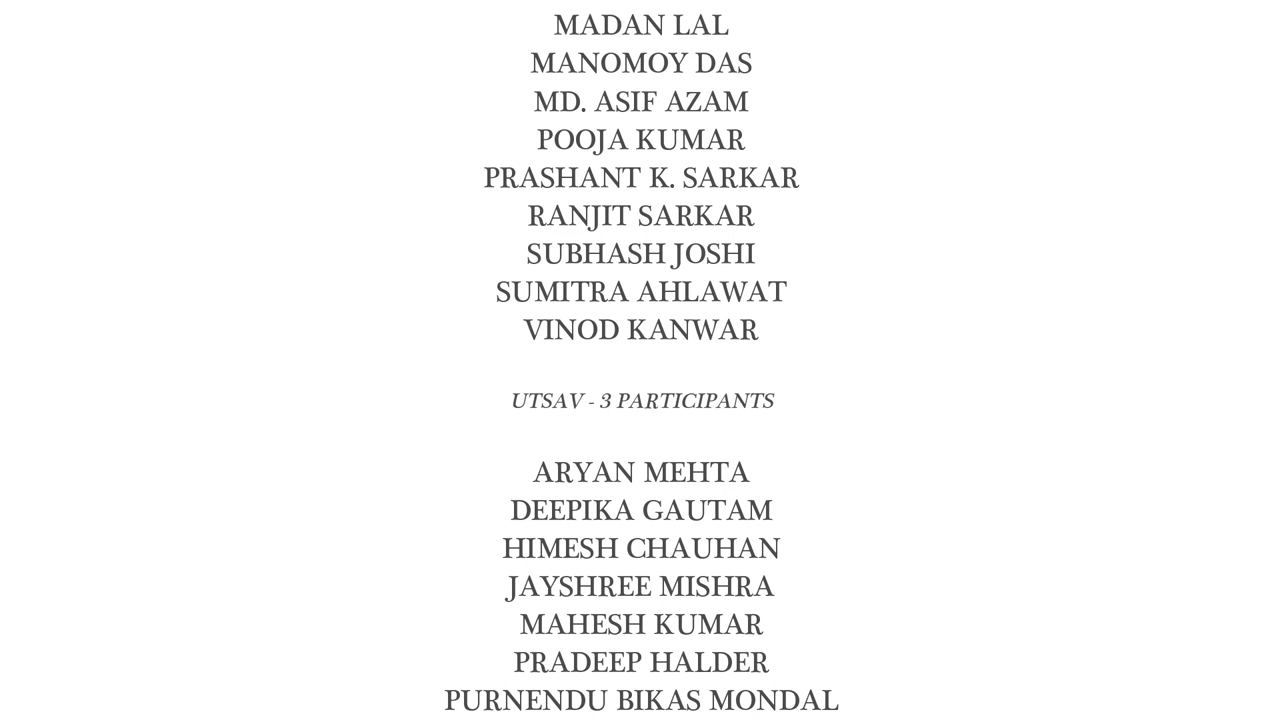 MADAN LAL
MANOMOY DAS
MD. ASIF AZAM
POOJA KUMAR
PRASHANT K. SARKAR
RANJIT SARKAR
SUBHASH JOSHI
SUMITRA AHLAWAT
VINOD KANWAR
UTSAV - 3 PARTICIPANTS
ARYAN MEHTA
DEEPIKA GAUTAM
HIMESH CHAUHAN
JAYSHREE MISHRA
MAHESH KUMAR
PRADEEP HALDER
PURNENDU BIKAS MONDAL